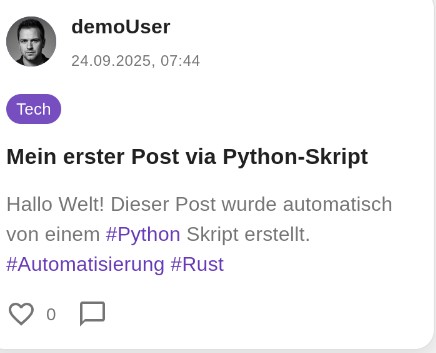 demoUser
24.09.2025, 07:44
Tech
Mein erster Post via Python-Skript
Hallo Welt! Dieser Post wurde automatisch
von einem #Python Skript erstellt.
#Automatisierung #Rust
0